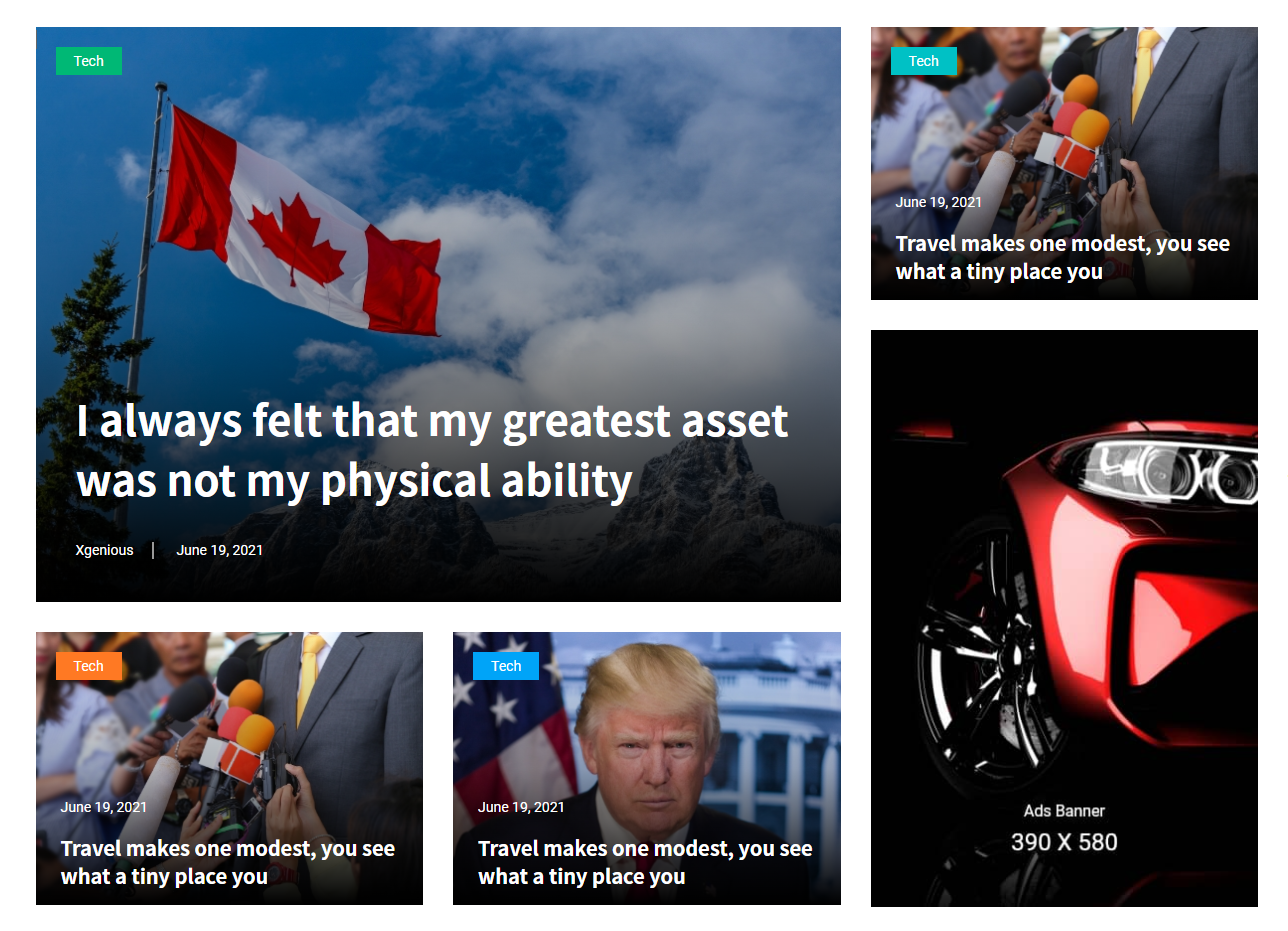 Tech
I always felt that my greatest asset
was not my physical ability
Xgenious | June 19, 2021
Tech
June 19, 2021
Travel makes one modest, you see
what a tiny place you
Tech
June 19, 2021
Travel makes one modest, you see
what a tiny place you
Tech
June 19, 2021
Travel makes one modest, you see
what a tiny place you
Ads Banner
390 X 580